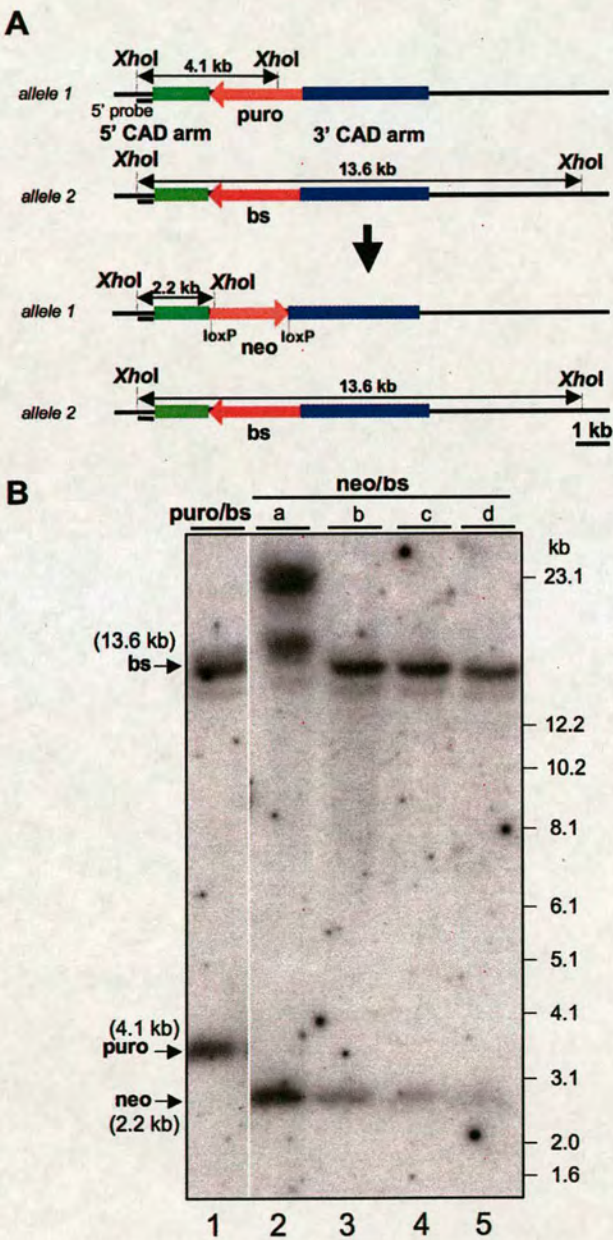 A
XhoI 4.1 kb XhoI
allele 1
5' probe puro
5' CAD arm 3' CAD arm
XhoI 13.6 kb XhoI
allele 2
bs
XhoI 2.2 kb XhoI
allele 1
loxP neo loxP
XhoI 13.6 kb XhoI
allele 2
bs
1 kb
B
neo/bs
puro/bs a b c d
kb
23.1
(13.6 kb)
bs
12.2
10.2
8.1
6.1
5.1
4.1
(4.1 kb)
puro
3.1
neo
(2.2 kb)
2.0
1.6
1 2 3 4 5